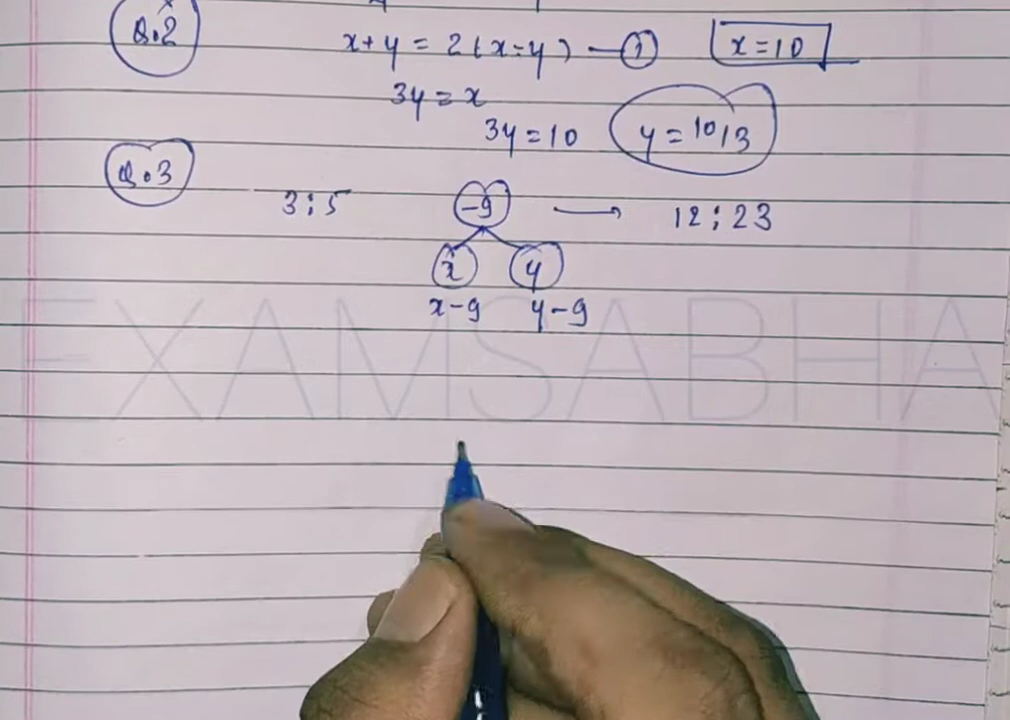 Q.2 x+y = 2(x-y) —① x=10
3y = x
3y = 10 y = 10/3
Q.3
3:5 -9 → 12:23
x y
x-9 y-9
EXAMSABHA